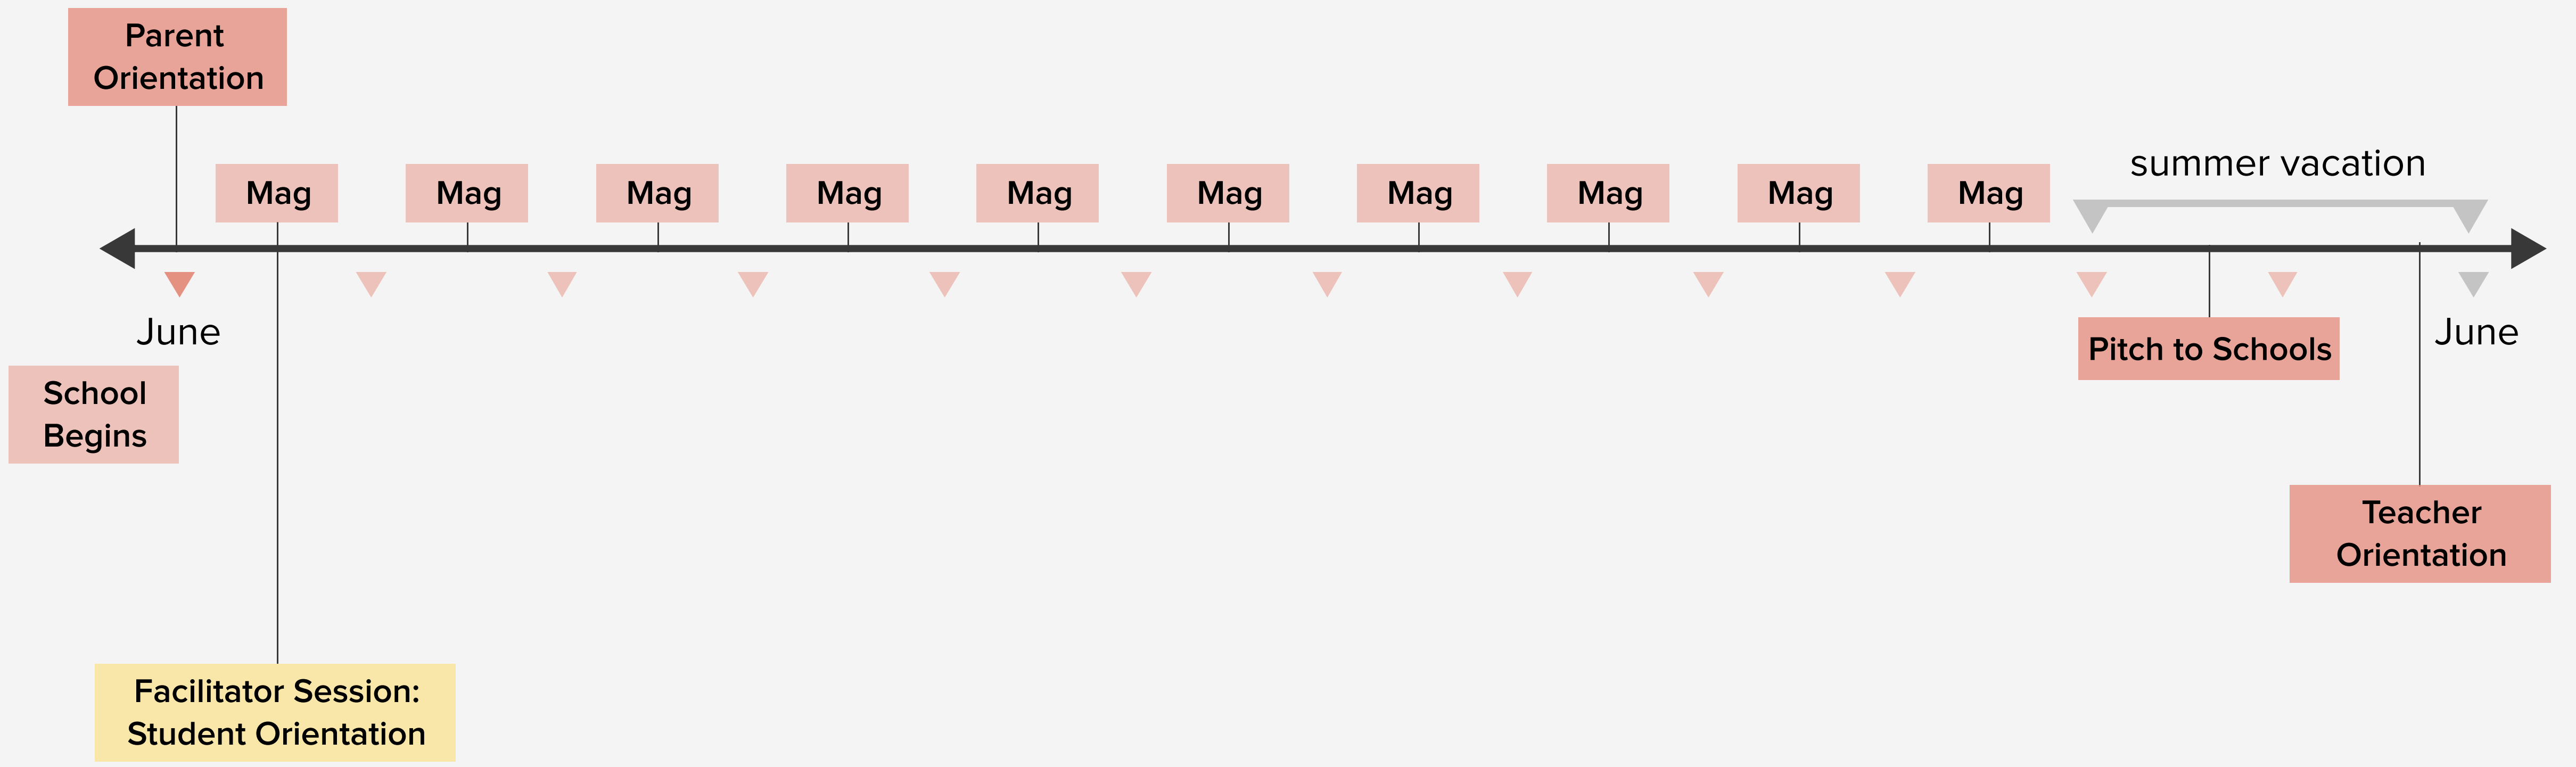 Parent
Orientation
summer vacation
Mag
Mag
Mag
Mag
Mag
Mag
Mag
Mag
Mag
Mag
June
June
Pitch to Schools
School
Begins
Teacher
Orientation
Facilitator Session:
Student Orientation